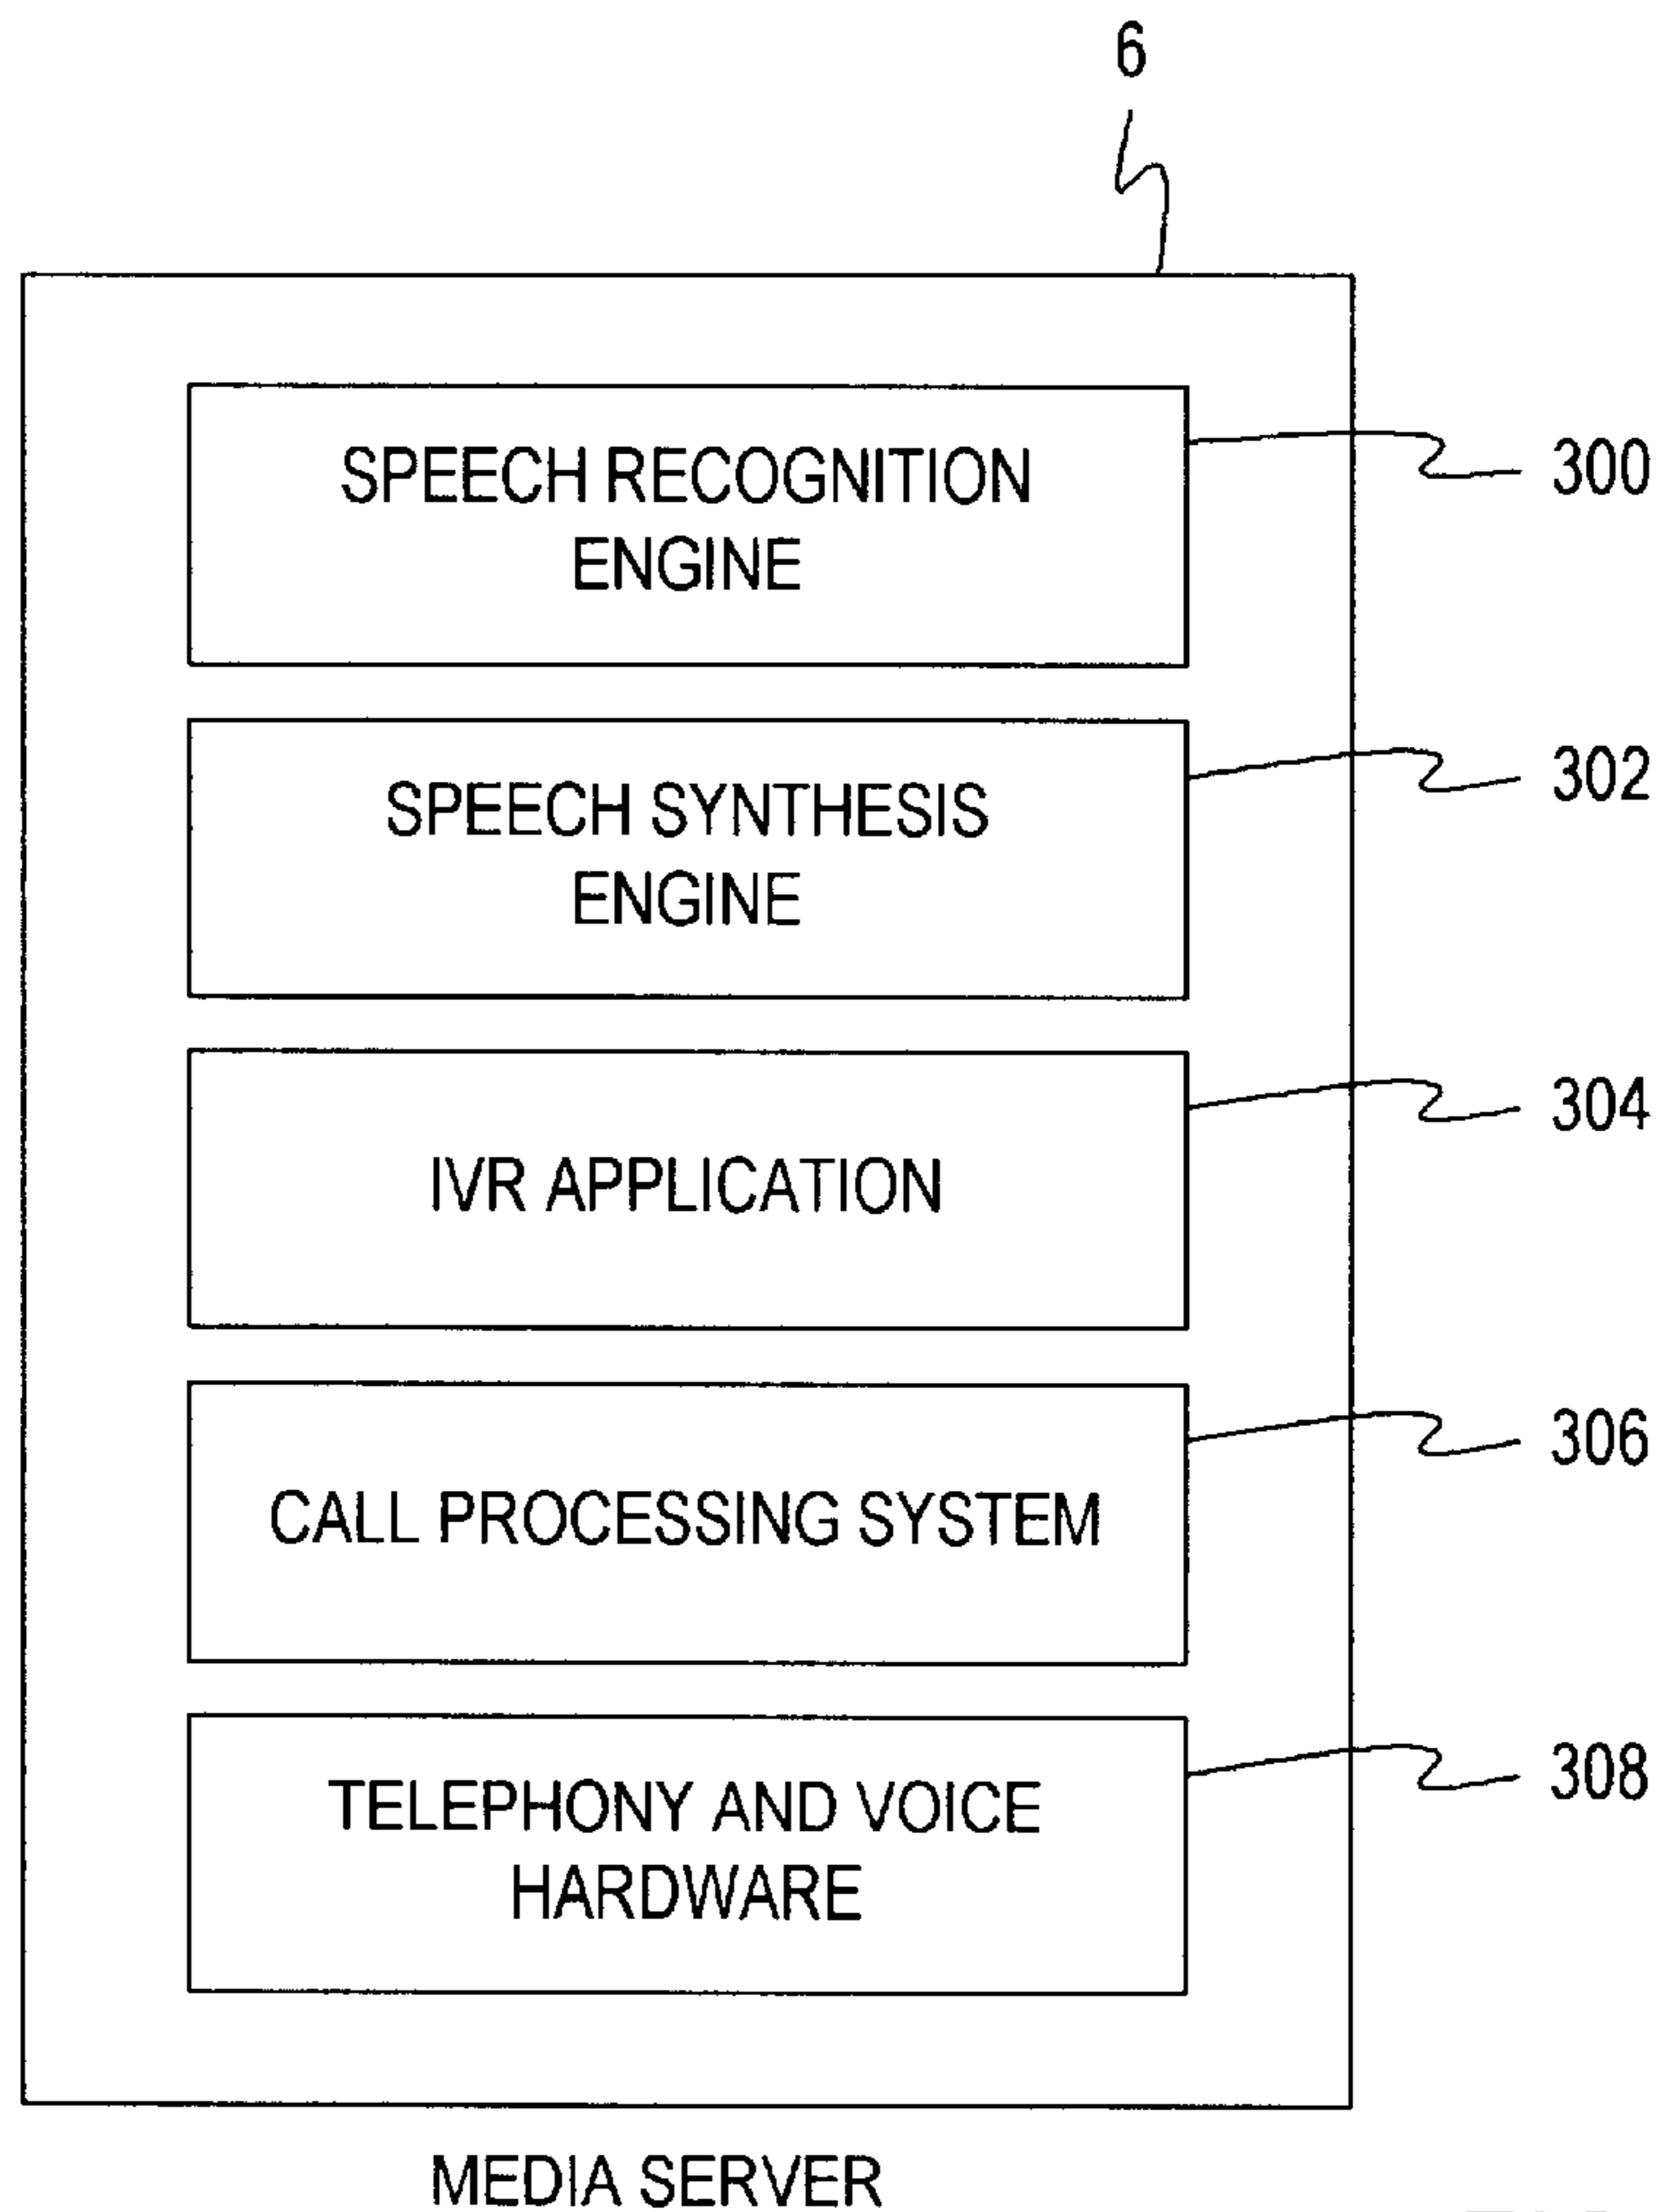 6
SPEECH RECOGNITION
ENGINE
300
SPEECH SYNTHESIS
ENGINE
302
IVR APPLICATION
304
CALL PROCESSING SYSTEM
306
TELEPHONY AND VOICE
HARDWARE
308
MEDIA SERVER